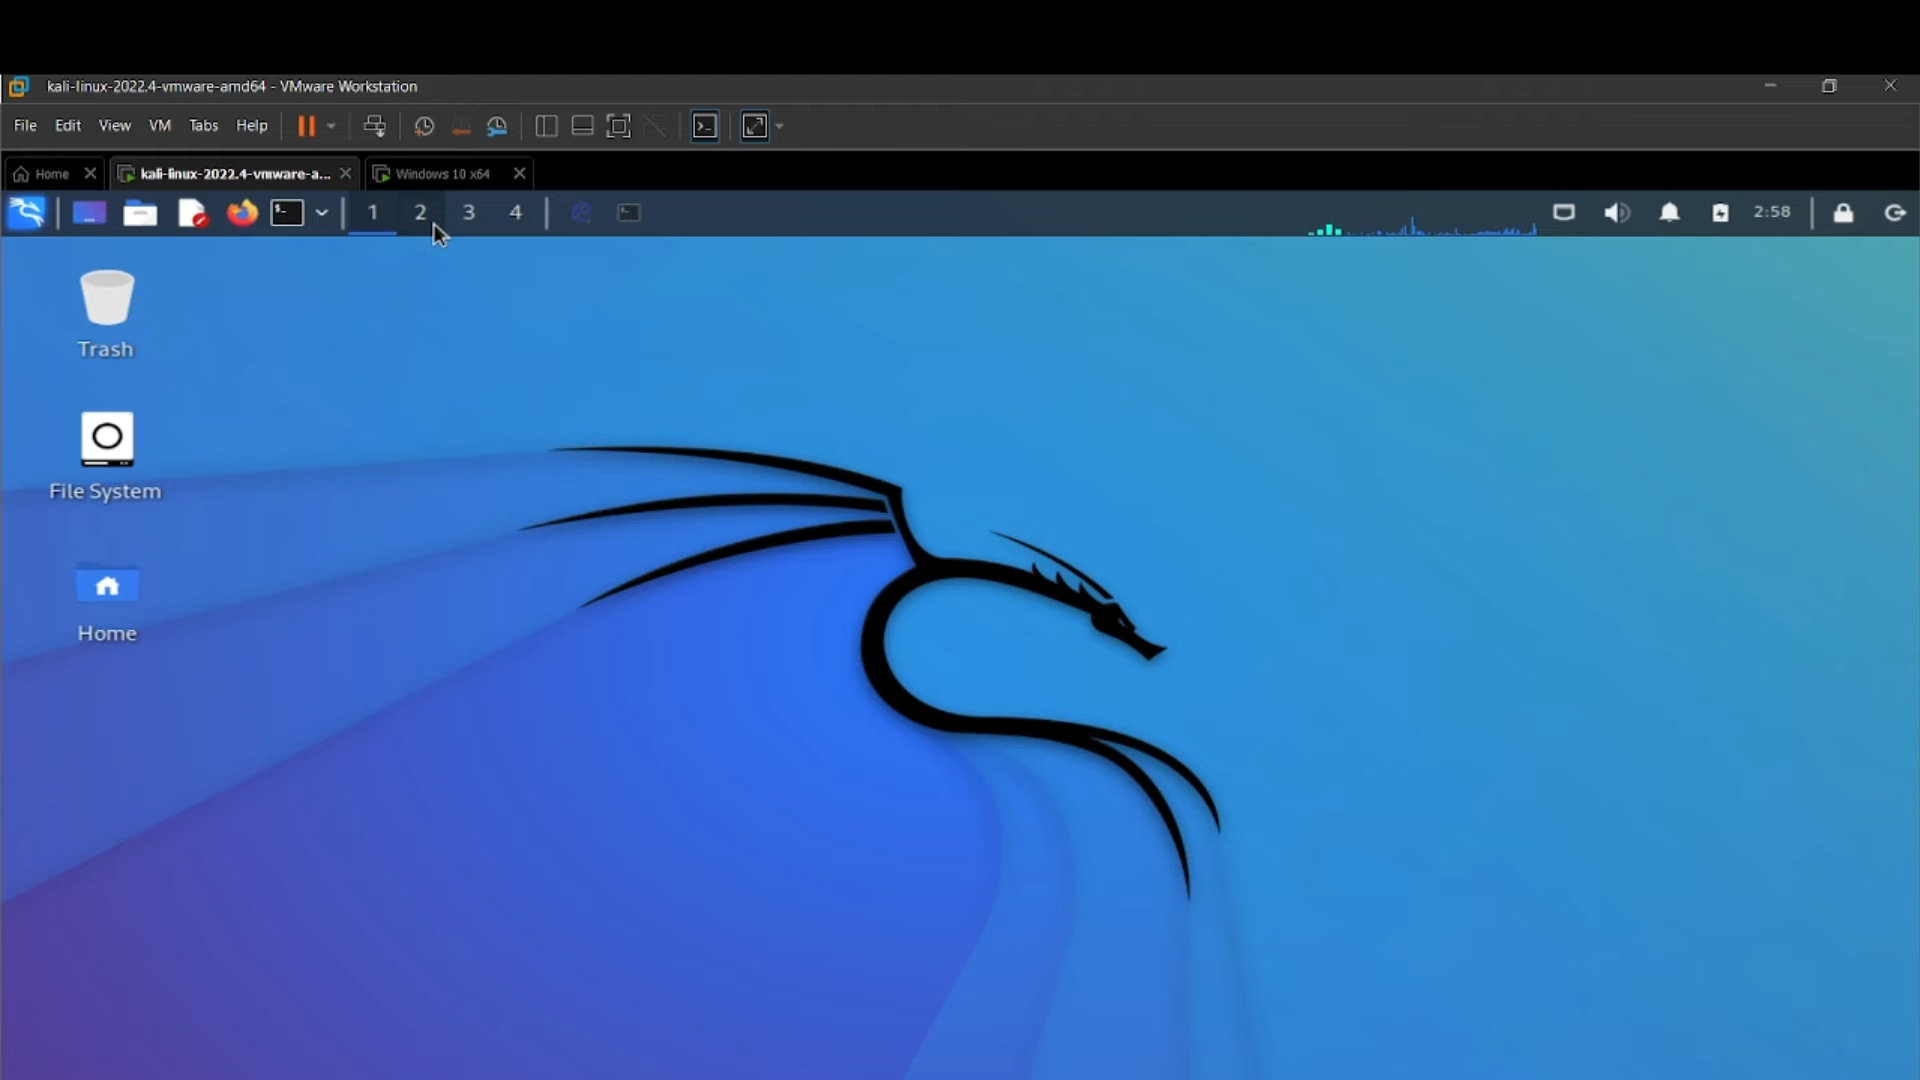 kali-linux-2022.4-vmware-amd64 - VMware Workstation
File Edit View VM Tabs Help
Home kali-linux-2022.4-vmware-a... Windows 10 x64
1 2 3 4 2:58
Trash
File System
Home